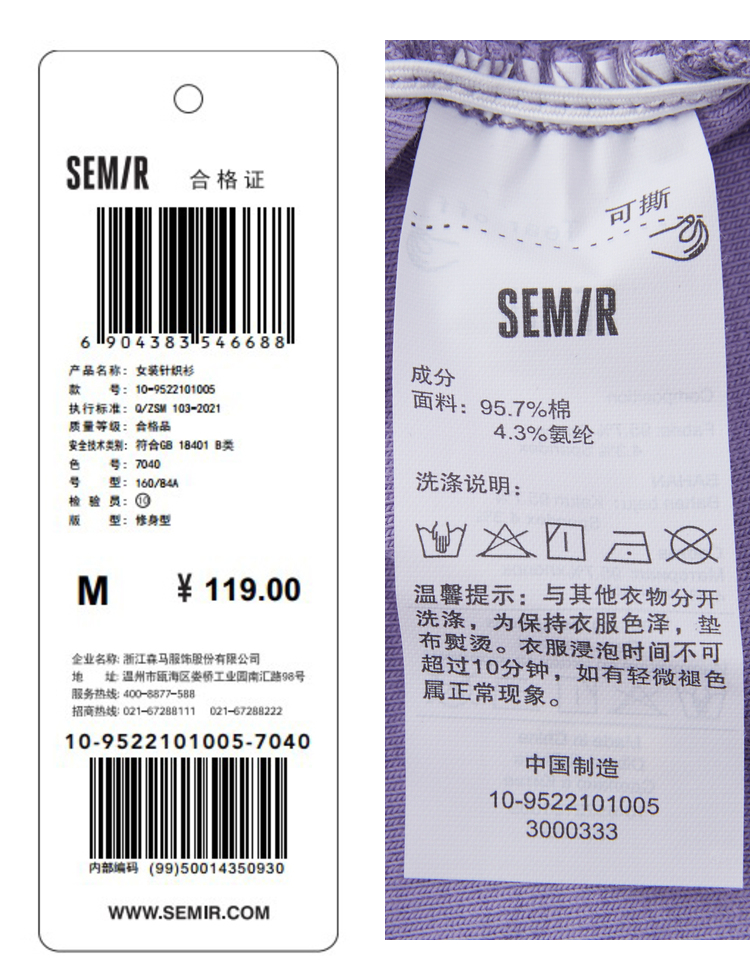 SEMIR 合格证
6 904383 546688
产品名称: 女装针织衫
款 号: 10-9522101005
执行标准: Q/ZSM 103-2021
质量等级: 合格品
安全技术类别: 符合GB 18401 B类
色 号: 7040
号 型: 160/84A
检 验 员: ⑩
版 型: 修身型
M ¥ 119.00
企业名称: 浙江森马服饰股份有限公司
地 址: 温州市瓯海区娄桥工业园南汇路98号
服务热线: 400-8877-588
招商热线: 021-67288111 021-67288222
10-9522101005-7040
内部编码 (99)50014350930
WWW.SEMIR.COM
可撕
SEMIR
成分
面料: 95.7%棉
4.3%氨纶
洗涤说明:
温馨提示: 与其他衣物分开
洗涤，为保持衣服色泽，垫
布熨烫。衣服浸泡时间不可
超过10分钟，如有轻微褪色
属正常现象。
中国制造
10-9522101005
3000333